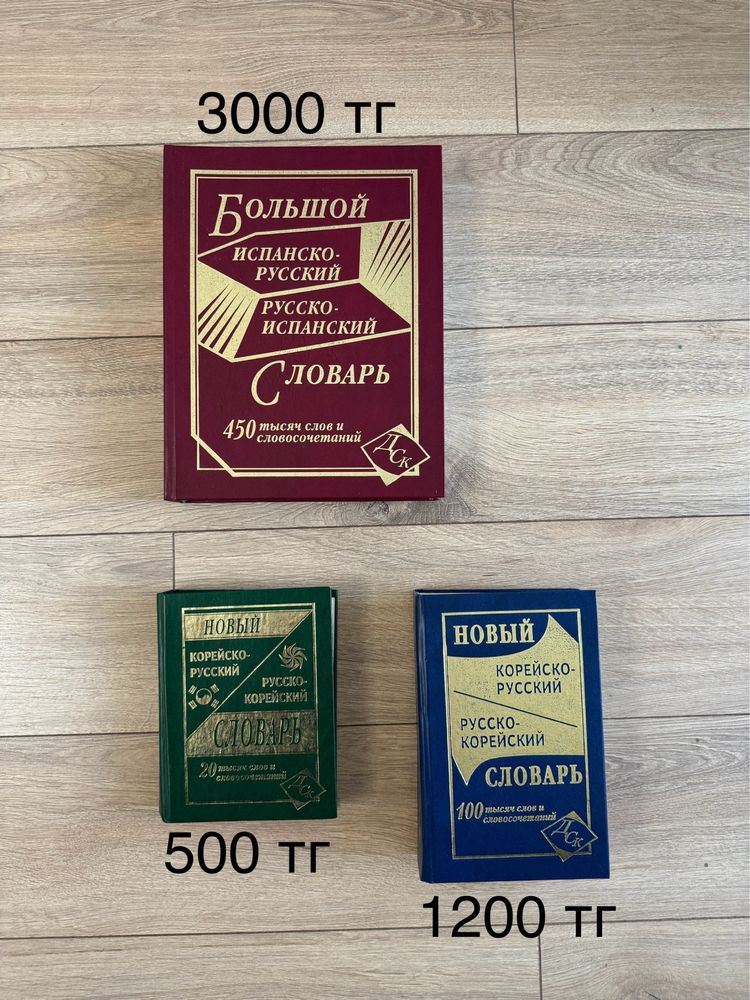 3000 тг
БОЛЬШОЙ
ИСПАНСКО-
РУССКИЙ
РУССКО-
ИСПАНСКИЙ
СЛОВАРЬ
450 тысяч слов и
словосочетаний
ДСК
НОВЫЙ
КОРЕЙСКО-
РУССКИЙ
РУССКО-
КОРЕЙСКИЙ
СЛОВАРЬ
20 тысяч слов и
словосочетаний
ДСК
500 тг
НОВЫЙ
КОРЕЙСКО-
РУССКИЙ
РУССКО-
КОРЕЙСКИЙ
СЛОВАРЬ
100 тысяч слов и
словосочетаний
ДСК
1200 тг